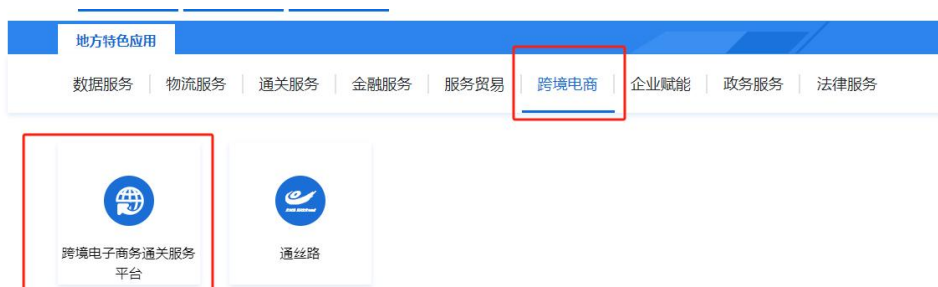 地方特色应用
数据服务 物流服务 通关服务 金融服务 服务贸易 跨境电商 企业赋能 政务服务 法律服务
跨境电子商务通关服务
平台
通丝路